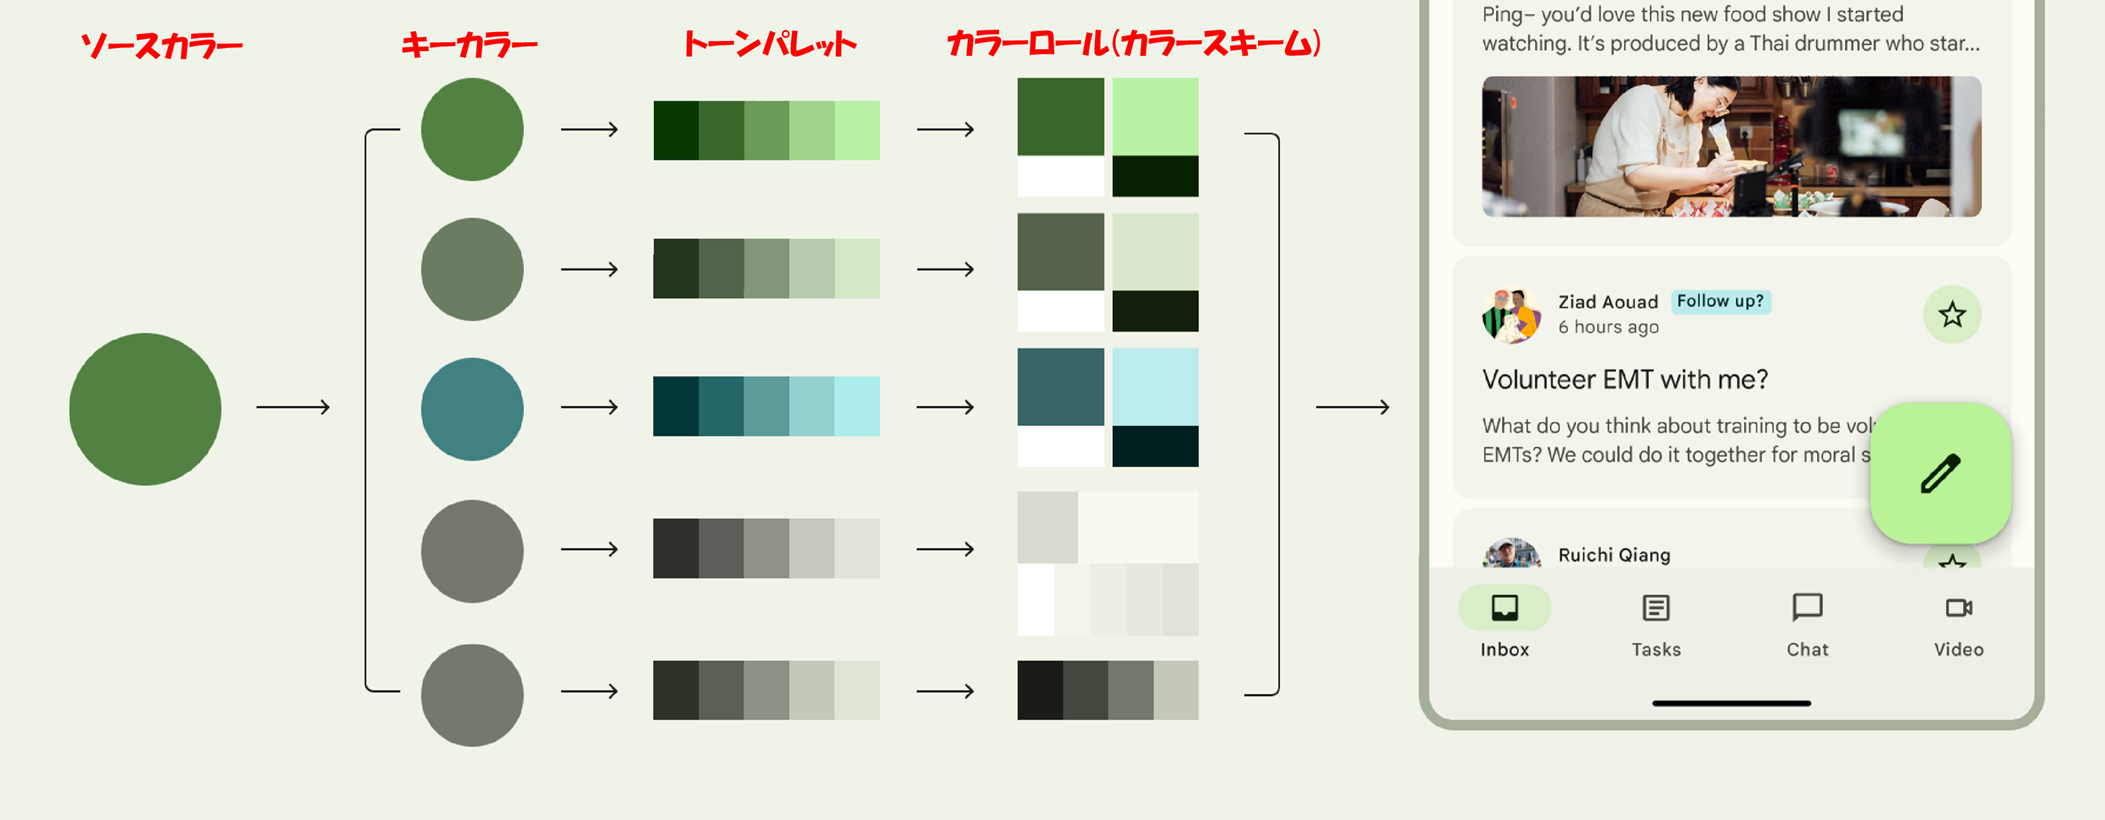 ソースカラー
キーカラー
トーンパレット
カラーロール(カラースキーム)
Ping– you’d love this new food show I started
watching. It’s produced by a Thai drummer who star...
Ziad Aouad
Follow up?
6 hours ago
Volunteer EMT with me?
What do you think about training to be vol
EMTs? We could do it together for moral s
Ruichi Qiang
Inbox
Tasks
Chat
Video